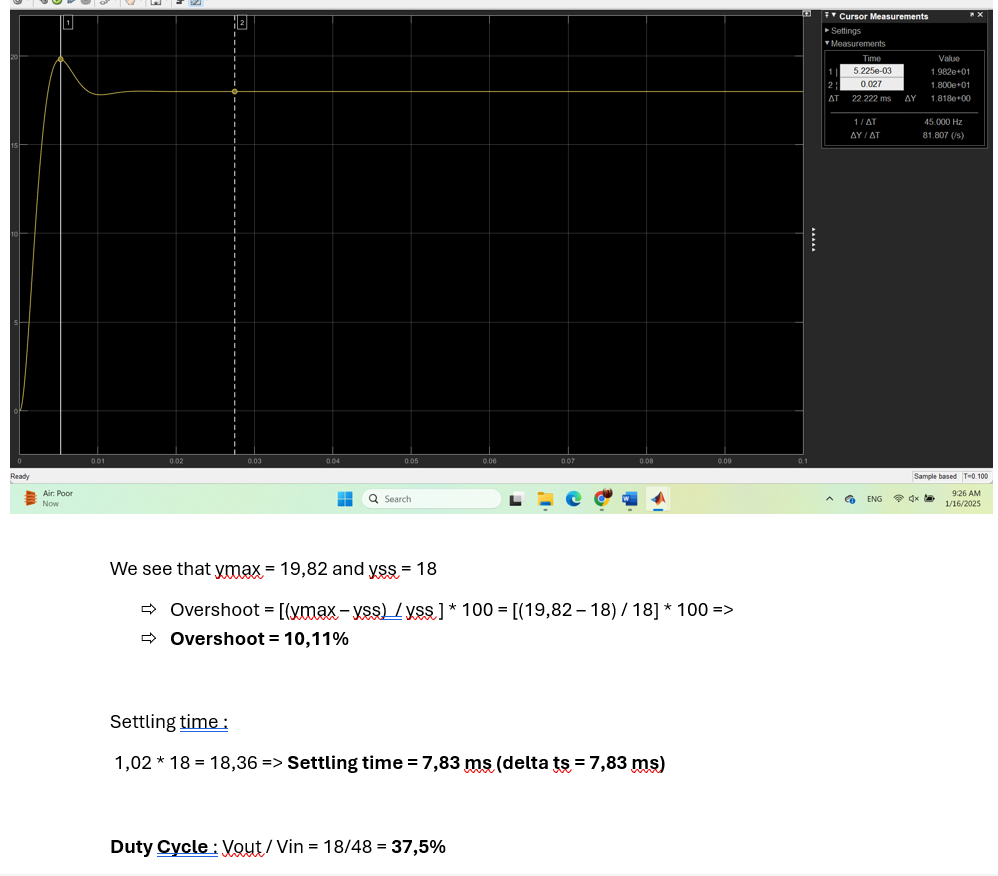 1
2
20
15
10
5
0
0
0.01
0.02
0.03
0.04
0.05
0.06
0.07
0.08
0.09
0.1
Cursor Measurements
Settings
Measurements
Time Value
1 | 5.225e-03 1.982e+01
2 ¦ 0.027 1.800e+01
ΔT 22.222 ms ΔY 1.818e+00
1 / ΔT 45.000 Hz
ΔY / ΔT 81.807 (/s)
Ready
Sample based T=0.100
Air: Poor
Now
Search
ENG
9:26 AM
1/16/2025
We see that ymax = 19,82 and yss = 18
⇨ Overshoot = [(ymax – yss) / yss ] * 100 = [(19,82 – 18) / 18] * 100 =>
⇨ Overshoot = 10,11%
Settling time :
1,02 * 18 = 18,36 => Settling time = 7,83 ms (delta ts = 7,83 ms)
Duty Cycle : Vout / Vin = 18/48 = 37,5%